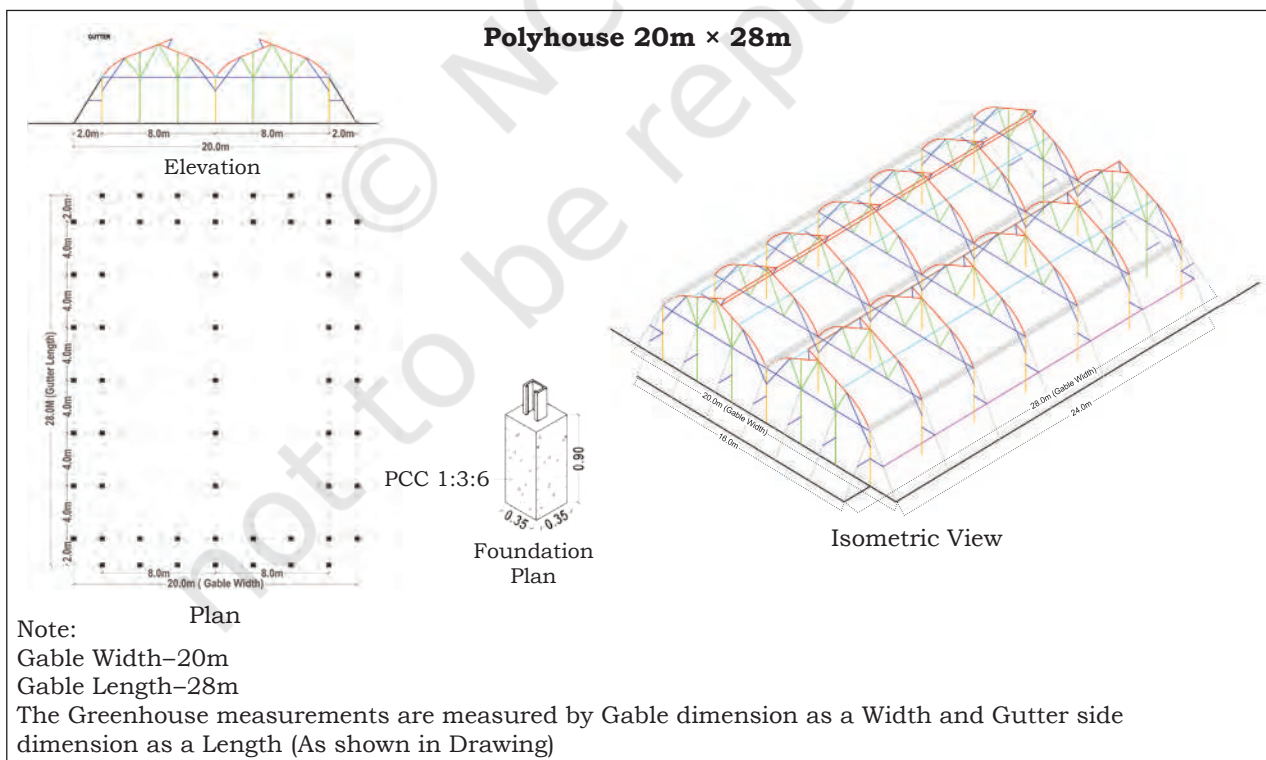 Polyhouse 20m × 28m
GUTTER
2.0m 8.0m 8.0m 2.0m
20.0m
Elevation
2.0m
4.0m
4.0m
4.0m
4.0m
4.0m
4.0m
2.0m
28.0M (Gutter Length)
8.0m 8.0m
20.0m ( Gable Width)
Plan
PCC 1:3:6
0.90
0.35 0.35
Foundation
Plan
20.0m (Gable Width)
16.0m
28.0m (Gable Width)
24.0m
Isometric View
Note:
Gable Width–20m
Gable Length–28m
The Greenhouse measurements are measured by Gable dimension as a Width and Gutter side
dimension as a Length (As shown in Drawing)
© NC
not to be repu